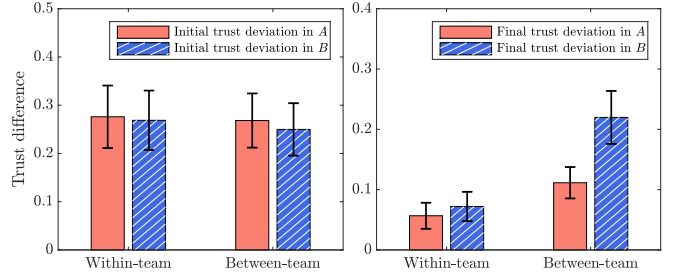 Trust difference
0.5
0.4
0.3
0.2
0.1
0
Initial trust deviation in A
Initial trust deviation in B
Within-team
Between-team
0.4
0.3
0.2
0.1
0
Final trust deviation in A
Final trust deviation in B
Within-team
Between-team